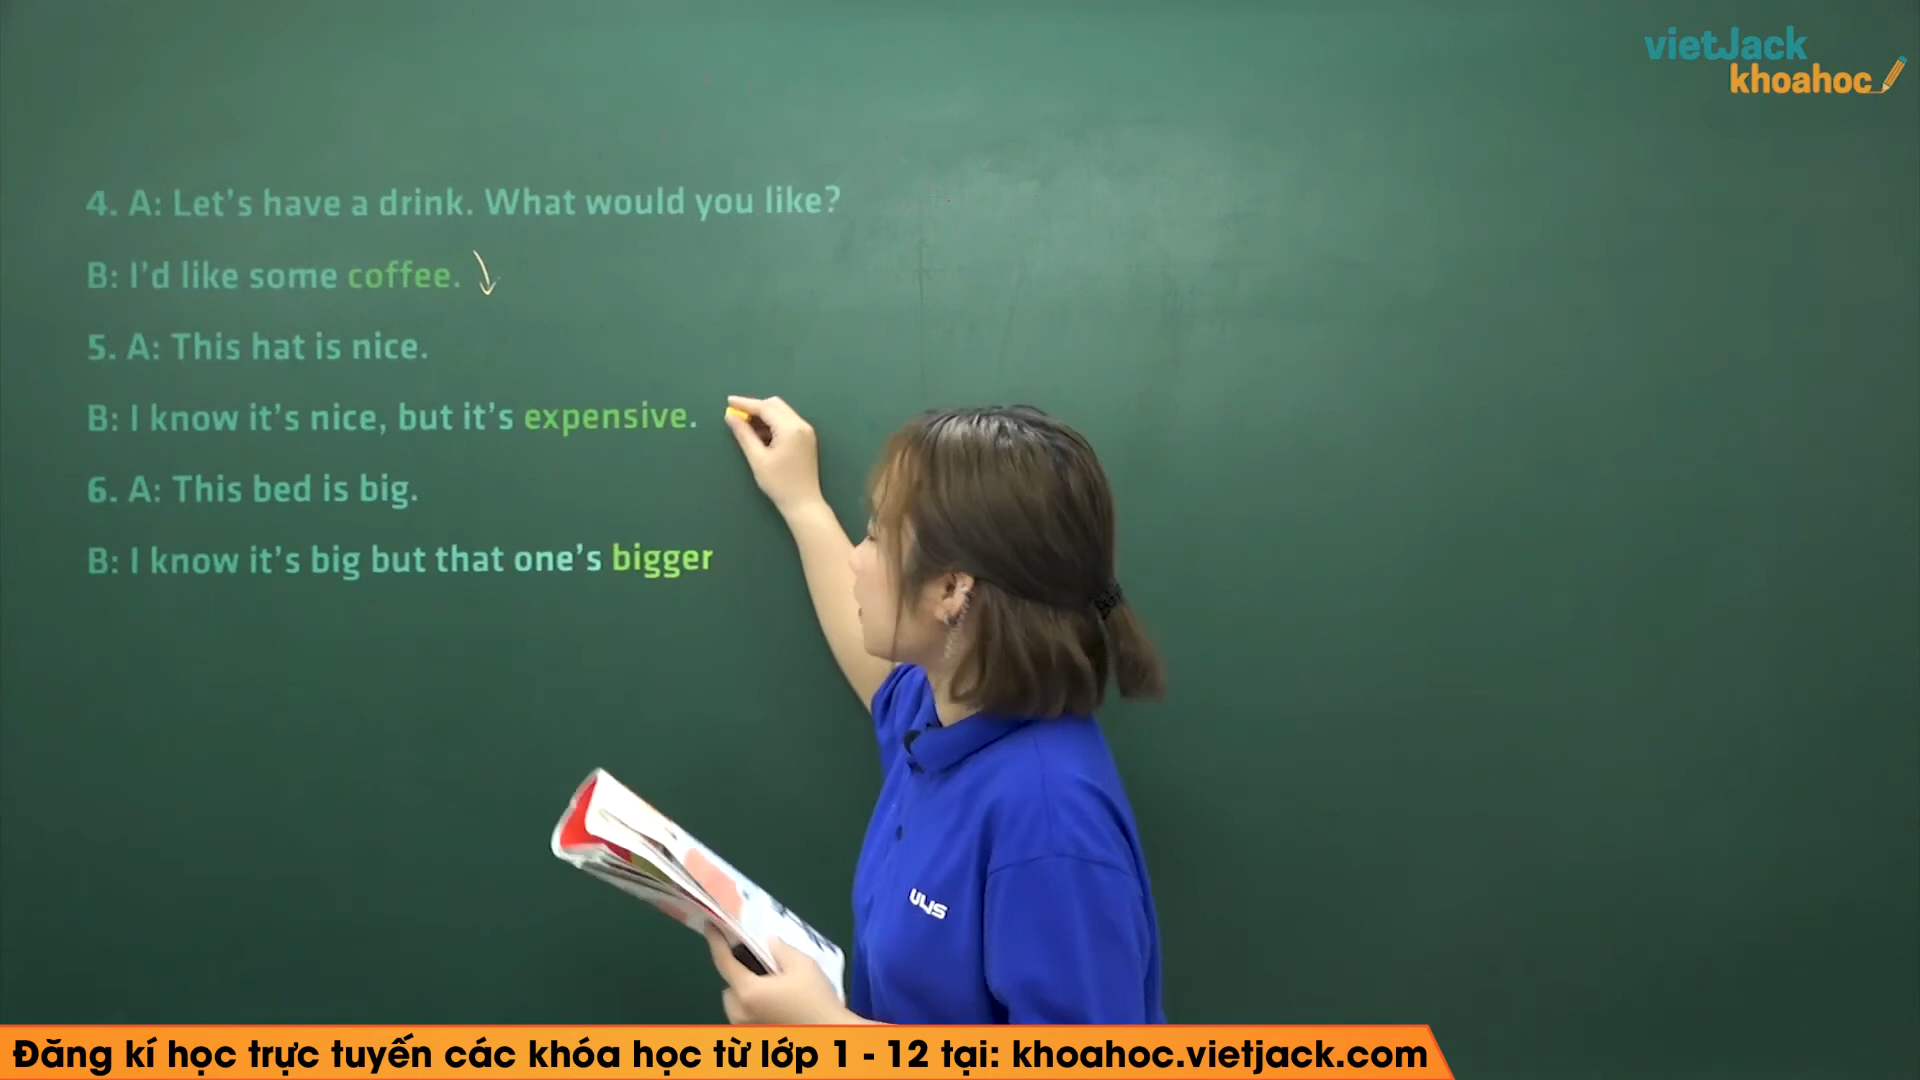 vietJack
khoahoc
4. A: Let's have a drink. What would you like?
B: I'd like some coffee.
5. A: This hat is nice.
B: I know it's nice, but it's expensive.
6. A: This bed is big.
B: I know it's big but that one's bigger
ULIS
Đăng kí học trực tuyến các khóa học từ lớp 1 - 12 tại: khoahoc.vietjack.com